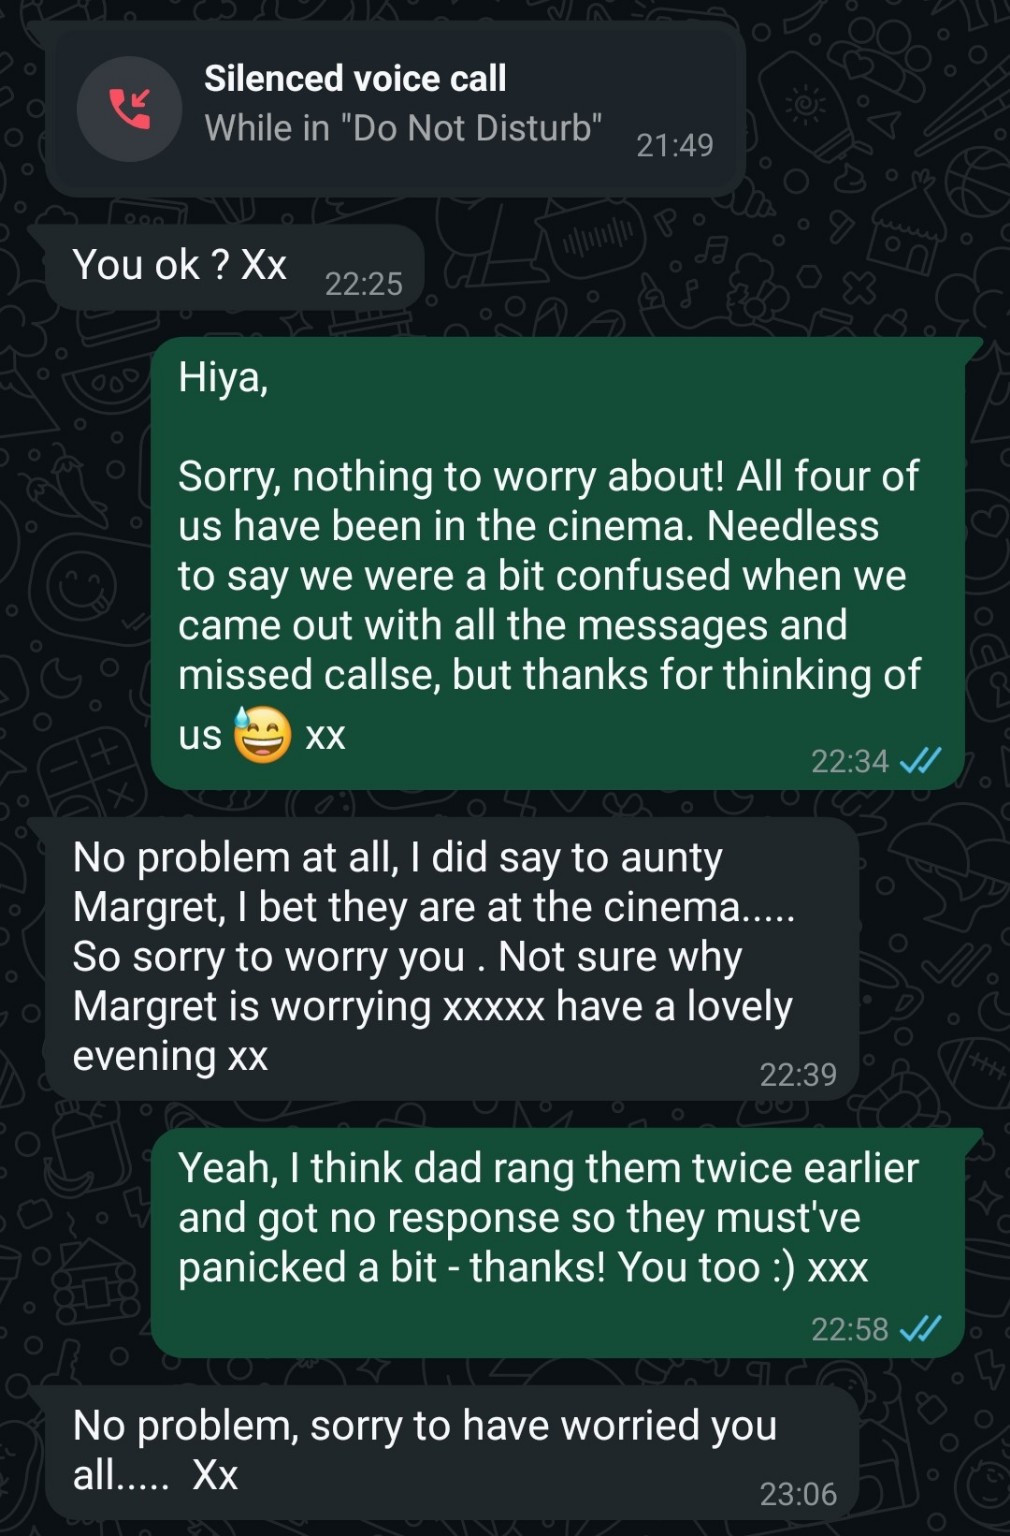 Silenced voice call
While in "Do Not Disturb" 21:49
You ok ? Xx 22:25
Hiya,
Sorry, nothing to worry about! All four of
us have been in the cinema. Needless
to say we were a bit confused when we
came out with all the messages and
missed callse, but thanks for thinking of
us 😅 xx
22:34
No problem at all, I did say to aunty
Margret, I bet they are at the cinema.....
So sorry to worry you . Not sure why
Margret is worrying xxxxx have a lovely
evening xx
22:39
Yeah, I think dad rang them twice earlier
and got no response so they must've
panicked a bit - thanks! You too :) xxx
22:58
No problem, sorry to have worried you
all.....  Xx
23:06